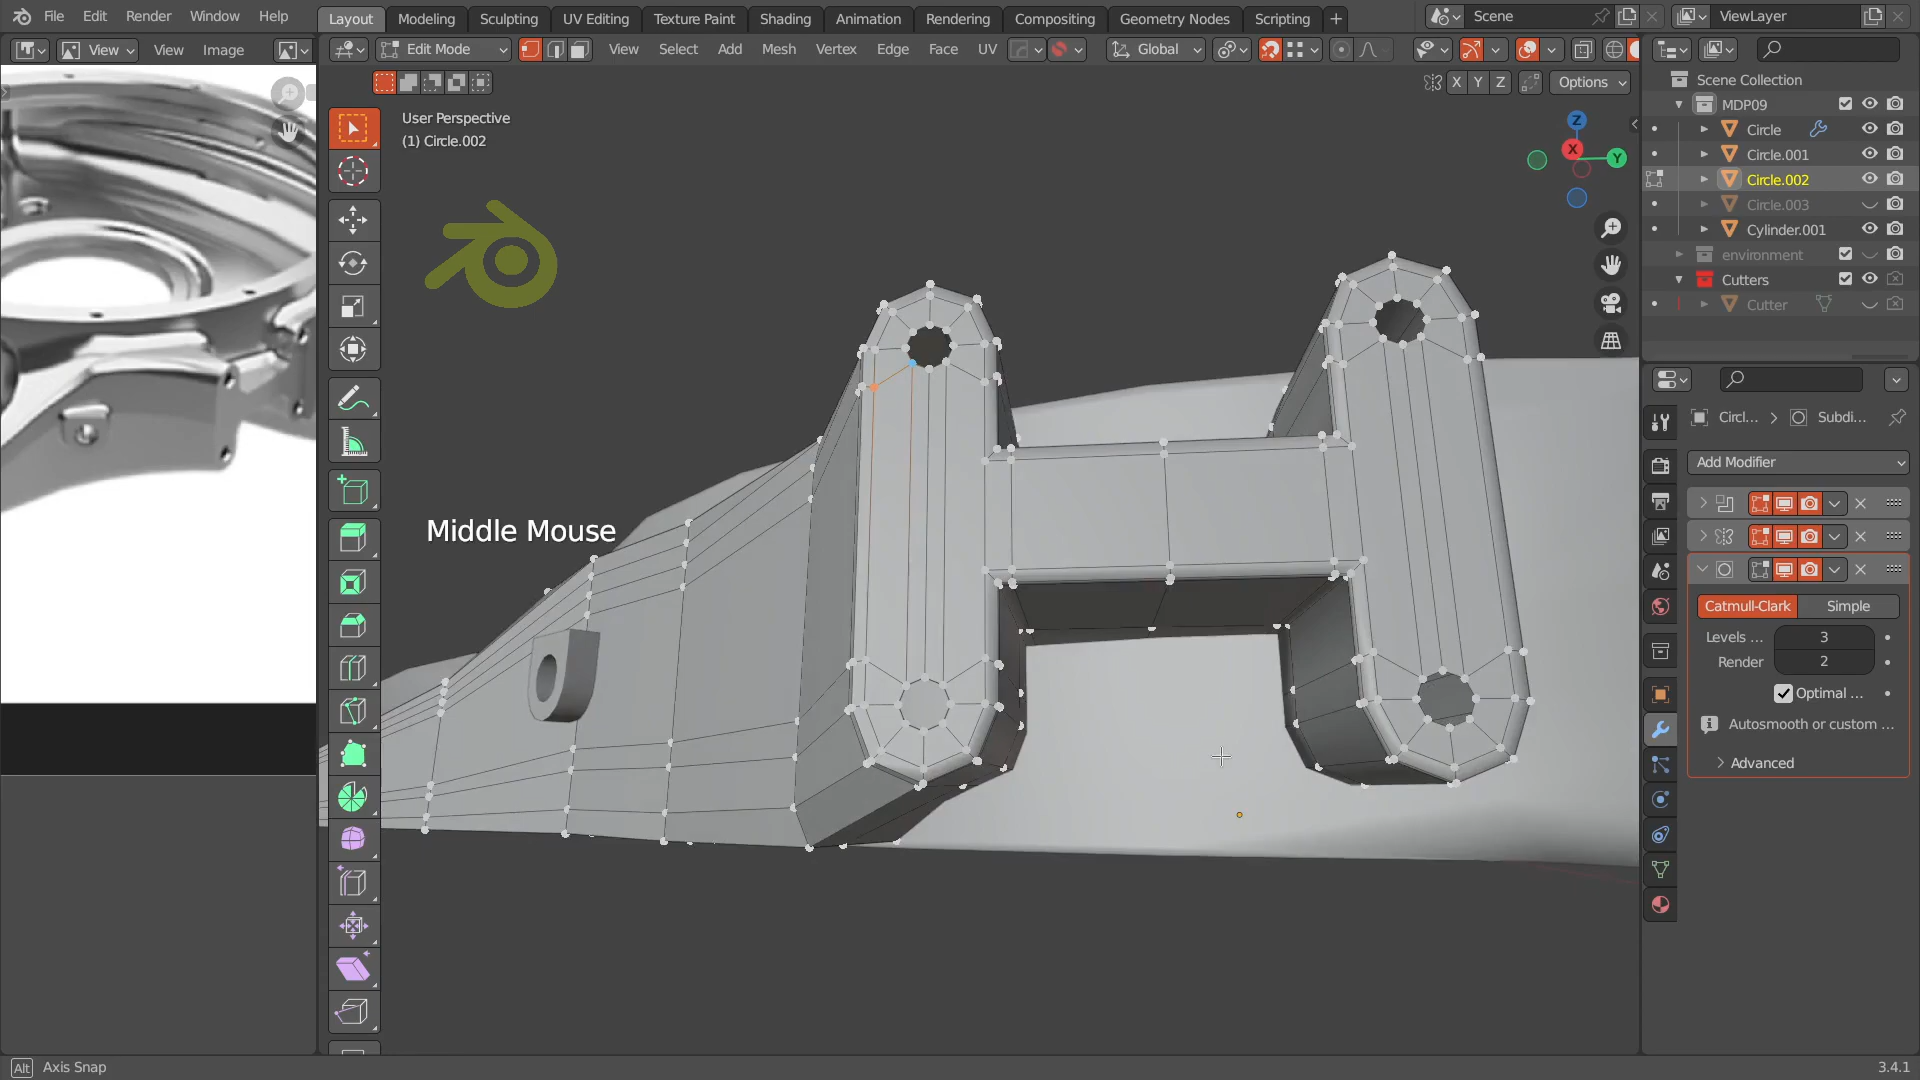 File Edit Render Window Help Layout Modeling Sculpting UV Editing Texture Paint Shading Animation Rendering Compositing Geometry Nodes Scripting + Scene ViewLayer
View View Image Edit Mode View Select Add Mesh Vertex Edge Face UV Global
X Y Z Options
User Perspective
(1) Circle.002
Z
X
Y
Middle Mouse
Scene Collection
MDP09
Circle
Circle.001
Circle.002
Circle.003
Cylinder.001
environment
Cutters
Cutter
Circl... Subdi...
Add Modifier
Catmull-Clark Simple
Levels ... 3
Render 2
Optimal ...
Autosmooth or custom ...
Advanced
Alt Axis Snap 3.4.1